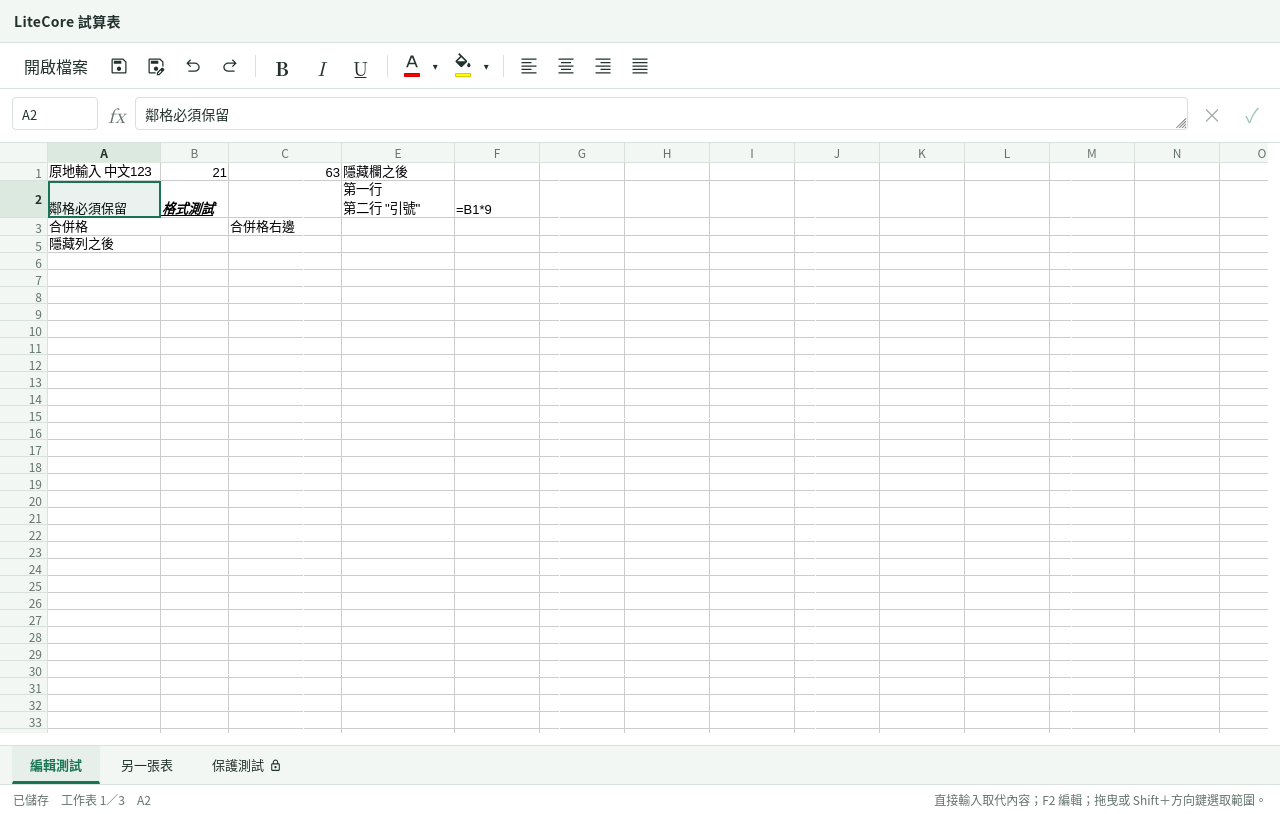 LiteCore 試算表
開啟檔案 B I U A ▾ ▾
A2 fx 鄰格必須保留
A B C E F G H I J K L M N O
1 原地輸入 中文123 21 63 隱藏欄之後
第一行
2 鄰格必須保留 格式測試 第二行 "引號" =B1*9
3 合併格 合併格右邊
5 隱藏列之後
6
7
8
9
10
11
12
13
14
15
16
17
18
19
20
21
22
23
24
25
26
27
28
29
30
31
32
33
編輯測試 另一張表 保護測試
已儲存 工作表 1／3 A2 直接輸入取代內容；F2 編輯；拖曳或 Shift＋方向鍵選取範圍。